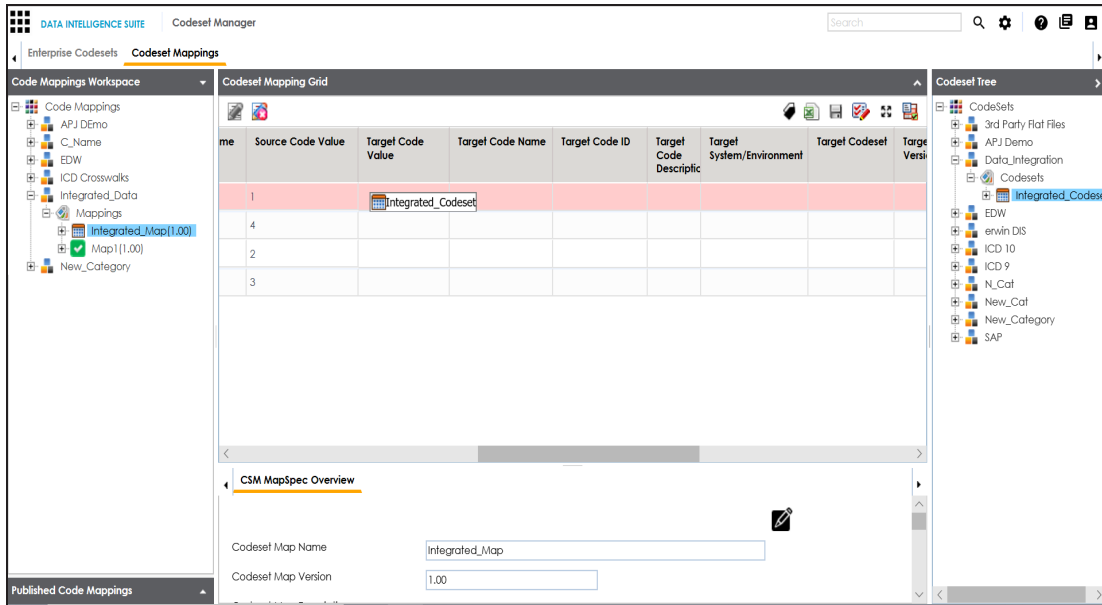 DATA INTELLIGENCE SUITE Codeset Manager Search
Enterprise Codesets Codeset Mappings
Code Mappings Workspace
Code Mappings
APJ DEmo
C_Name
EDW
ICD Crosswalks
Integrated_Data
Mappings
Integrated_Map(1.00)
Map1(1.00)
New_Category
Published Code Mappings
Codeset Mapping Grid
me Source Code Value Target Code Value Target Code Name Target Code ID Target Code Descriptic Target System/Environment Target Codeset Targe Versi
1 Integrated_Codeset
4
2
3
CSM MapSpec Overview
Codeset Map Name Integrated_Map
Codeset Map Version 1.00
Codeset Tree
CodeSets
3rd Party Flat Files
APJ Demo
Data_Integration
Codesets
Integrated_Codese
EDW
erwin DIS
ICD 10
ICD 9
N_Cat
New_Cat
New_Category
SAP